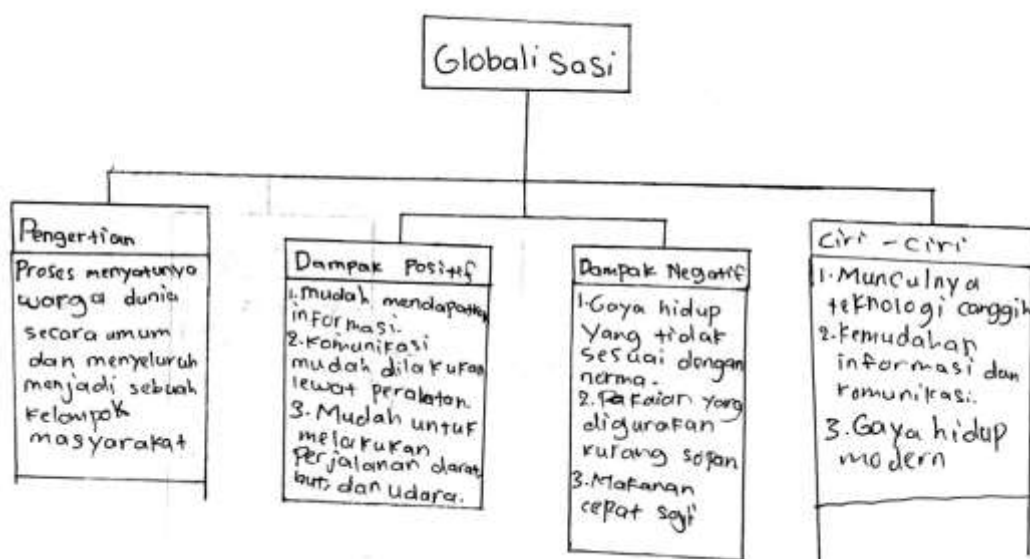 Globalisasi
Pengertian
Proses menyatunya
warga dunia
secara umum
dan menyeluruh
menjadi sebuah
kelompok
masyarakat
Dampak Positif
1. mudah mendapatkan
informasi.
2. komunikasi
mudah dilakukan
lewat peralatan.
3. Mudah untuk
melakukan
perjalanan darat,
laut, dan udara.
Dampak Negatif
1. Gaya hidup
yang tidak
sesuai dengan
norma.
2. Pakaian yang
digunakan
kurang sopan
3. Makanan
cepat saji
Ciri - ciri
1. Munculnya
teknologi canggih
2. Kemudahan
informasi dan
komunikasi.
3. Gaya hidup
modern